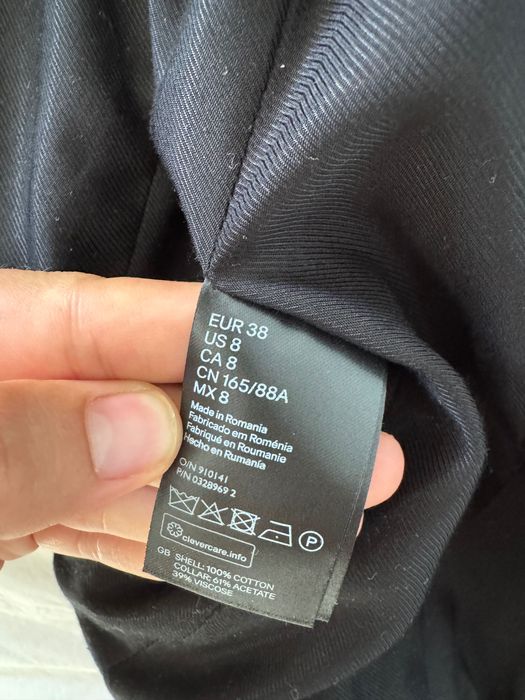 EUR 38
US 8
CA 8
CN 165/88A
MX 8
Made in Romania
Fabricado em Roménia
Fabriqué en Roumanie
Hecho en Rumanía
O/N 910141
P/N 0328969 2
P
clevercare.info
GB SHELL: 100% COTTON
COLLAR: 61% ACETATE
39% VISCOSE